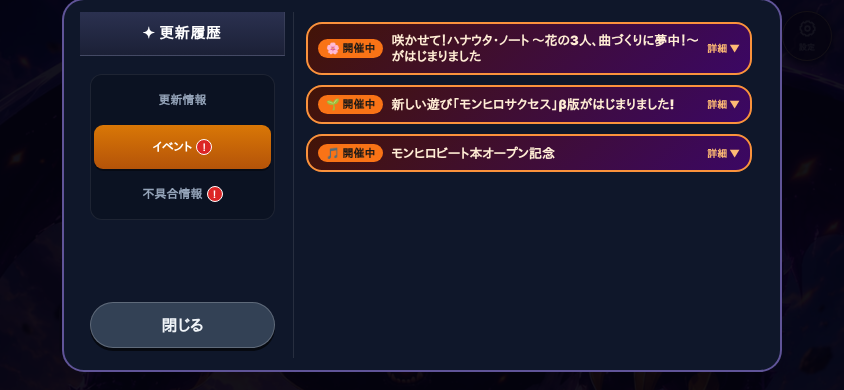 ✦ 更新履歴
更新情報
イベント !
不具合情報 !
閉じる
🌸 開催中
咲かせて!ハナウタ・ノート 〜花の3人、曲づくりに夢中!〜
がはじまりました
詳細 ▼
🌱 開催中
新しい遊び「モンヒロサクセス」β版がはじまりました!
詳細 ▼
🎵 開催中
モンヒロビート本オープン記念
詳細 ▼